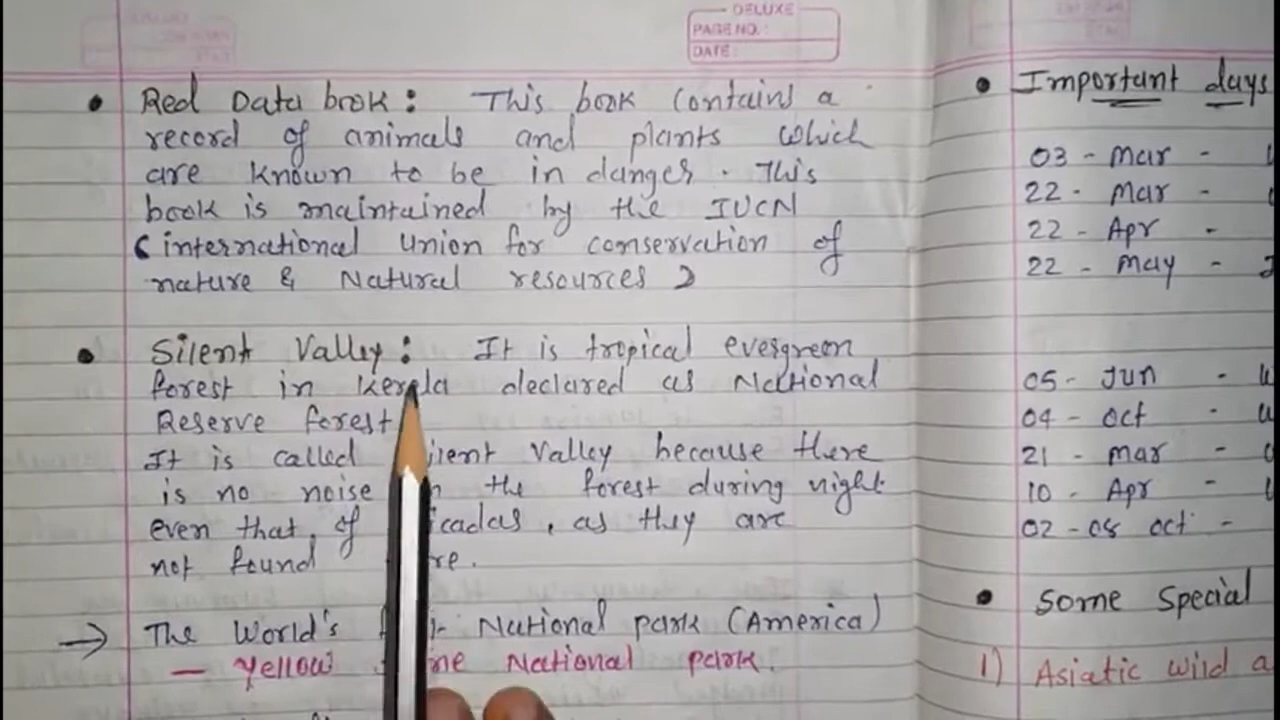 DELUXE
PAGE NO. :
DATE :
• Red Data book : This book contains a
record of animals and plants which
are known to be in danger. This
book is maintained by the IUCN
( international union for conservation of
nature & Natural resources )
• Silent Valley : It is tropical evergreen
forest in kerela declared as National
Reserve forest
It is called Valley because there
is no noise the forest during night
even that of , as they are
not found
→ The World's National park (America)
— Yellow National park.
• Important days
03 - Mar -
22 - Mar
22 - Apr -
22 - May -
05 - Jun -
04 - oct -
21 - mar -
10 - Apr -
02 - 08 oct -
• Some Special
1) Asiatic wild a